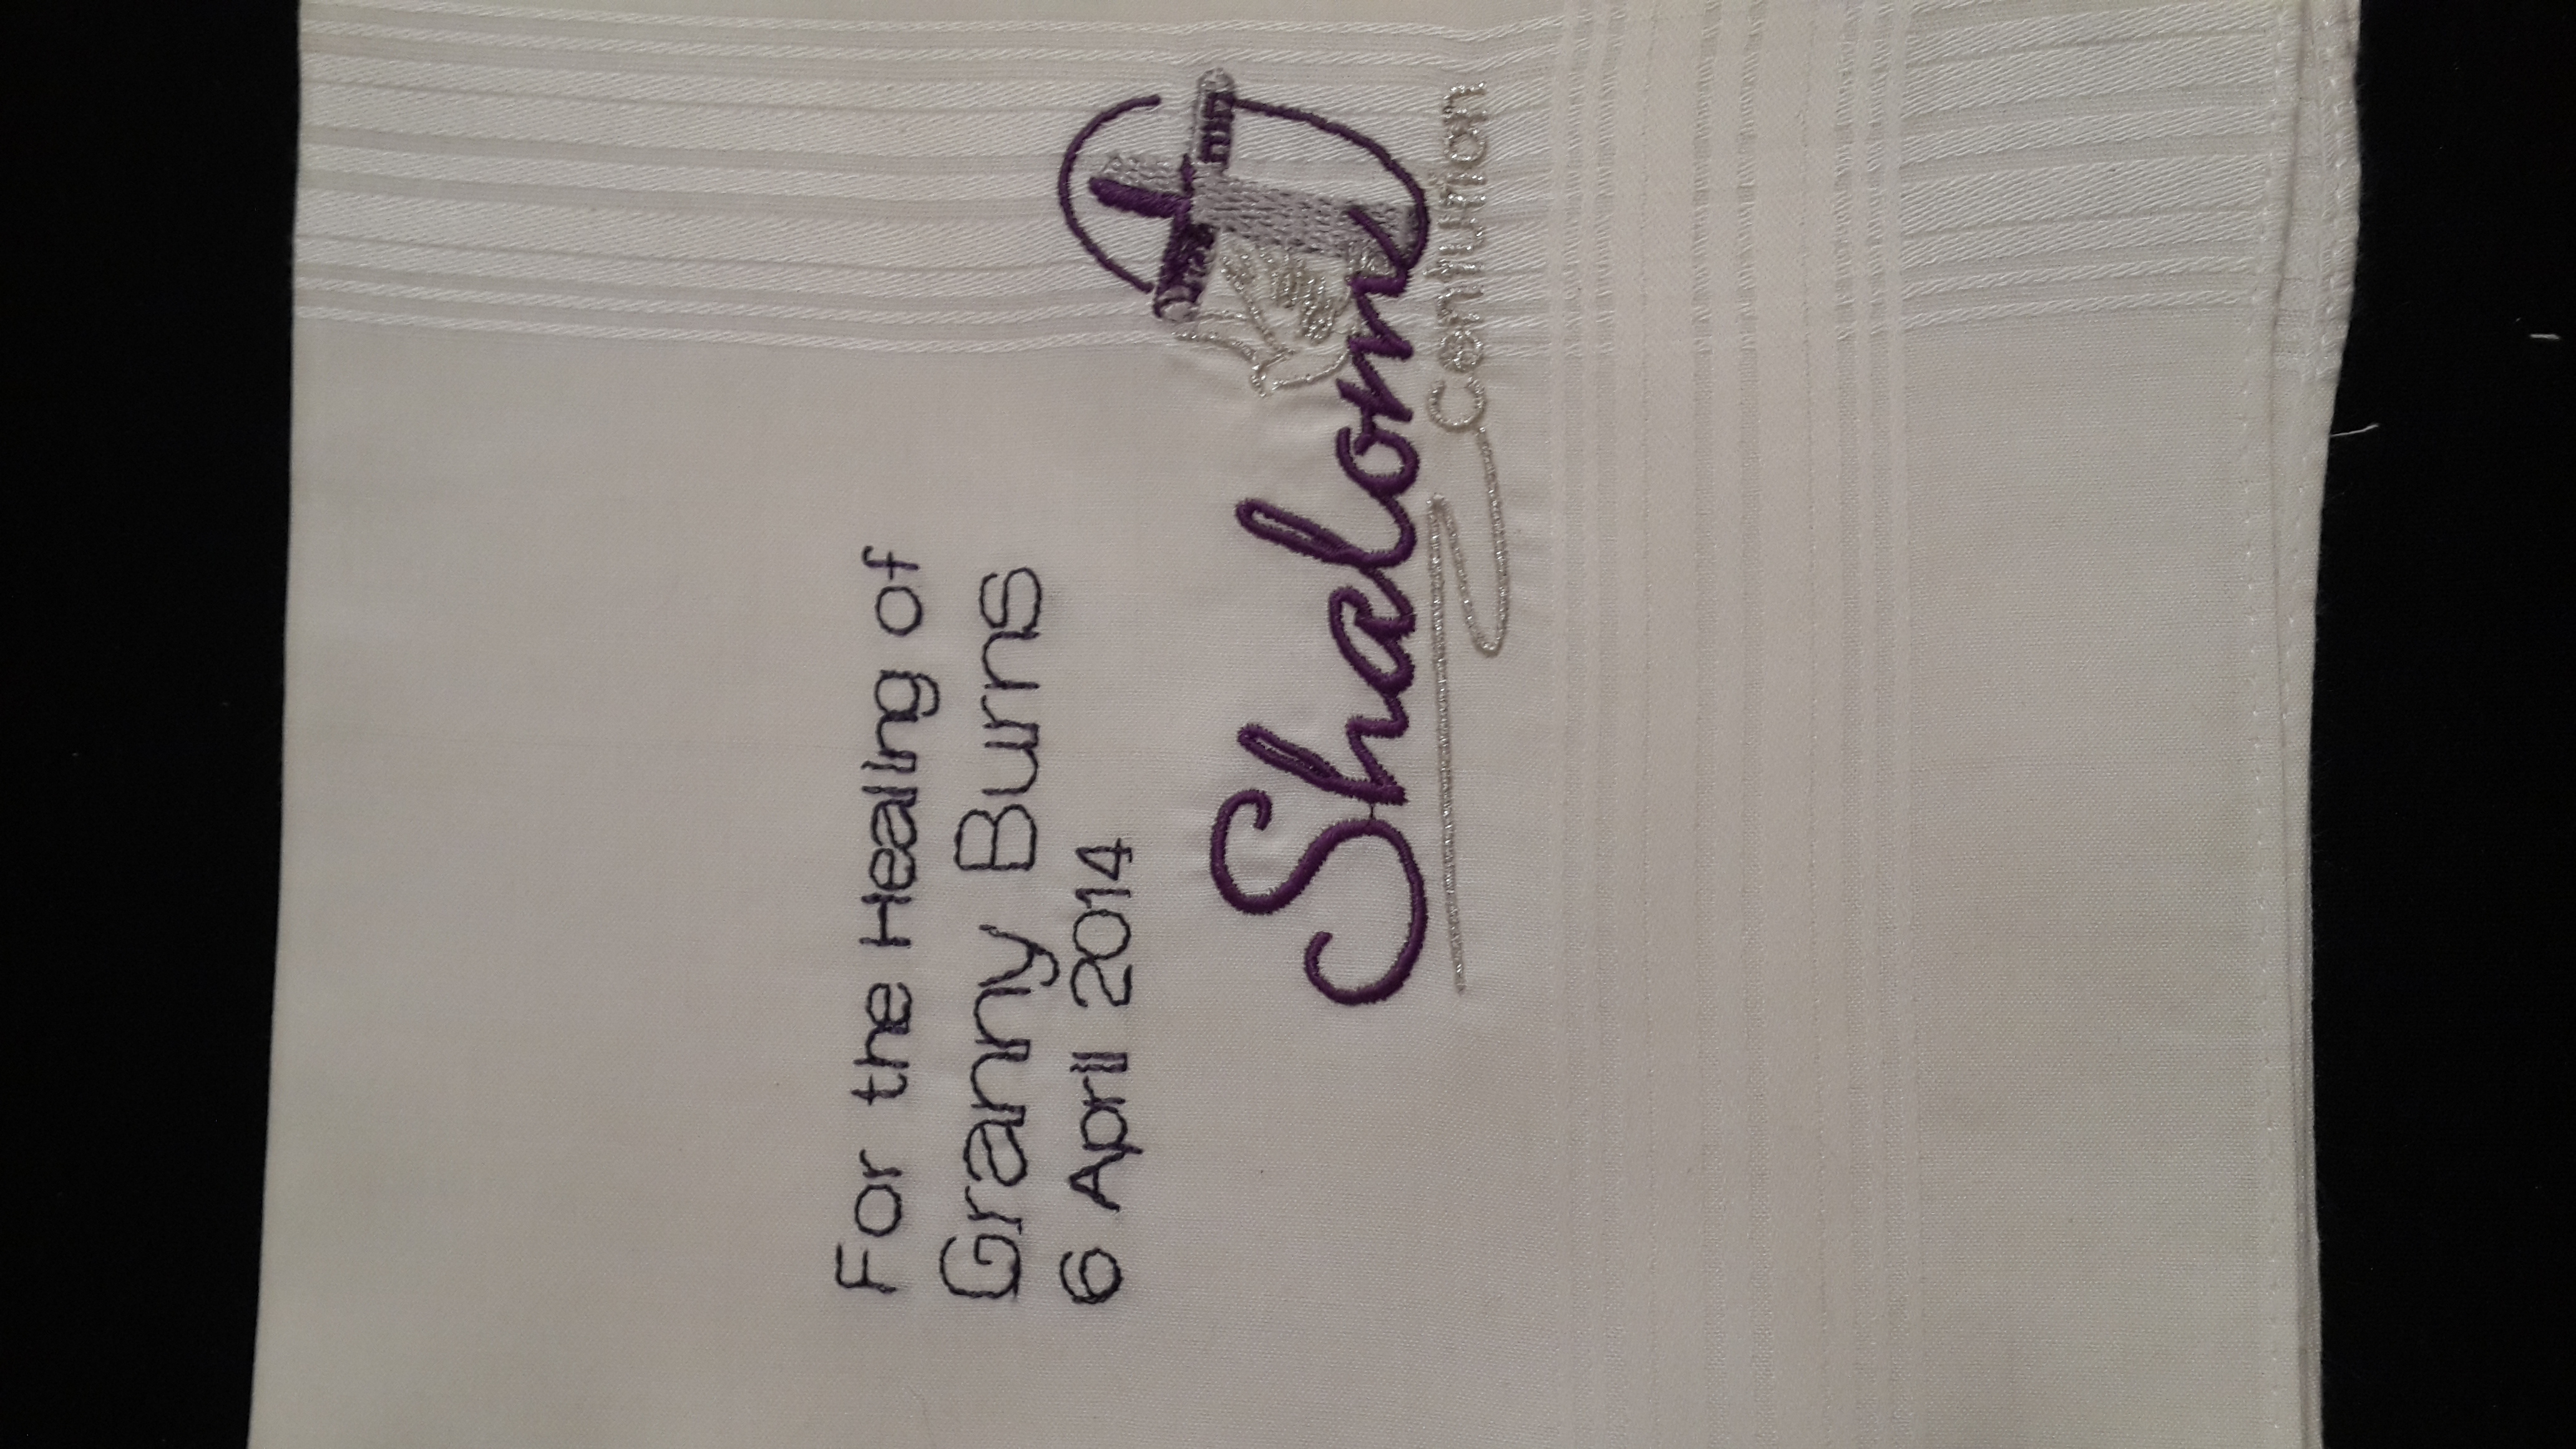 For the Healing of
Granny Burns
6 April 2014
Shalom
Centurion